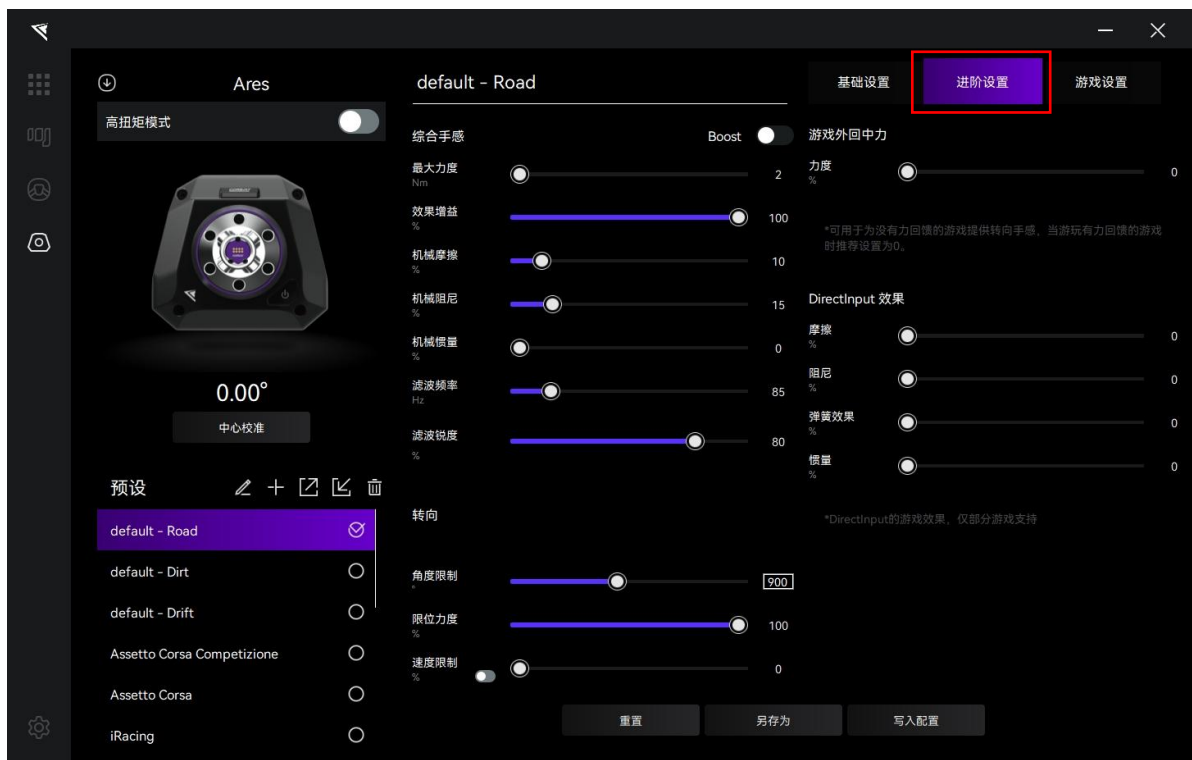 Ares
高扭矩模式
0.00°
中心校准
预设
default - Road
default - Dirt
default - Drift
Assetto Corsa Competizione
Assetto Corsa
iRacing
default - Road
综合手感
Boost
最大力度
Nm
2
效果增益
%
100
机械摩擦
%
10
机械阻尼
%
15
机械惯量
%
0
滤波频率
Hz
85
滤波锐度
%
80
转向
角度限制
°
900
限位力度
%
100
速度限制
%
0
基础设置
进阶设置
游戏设置
游戏外回中力
力度
%
0
*可用于为没有力回馈的游戏提供转向手感，当游玩有力回馈的游戏
时推荐设置为0。
DirectInput 效果
摩擦
%
0
阻尼
%
0
弹簧效果
%
0
惯量
%
0
*DirectInput的游戏效果，仅部分游戏支持
重置
另存为
写入配置